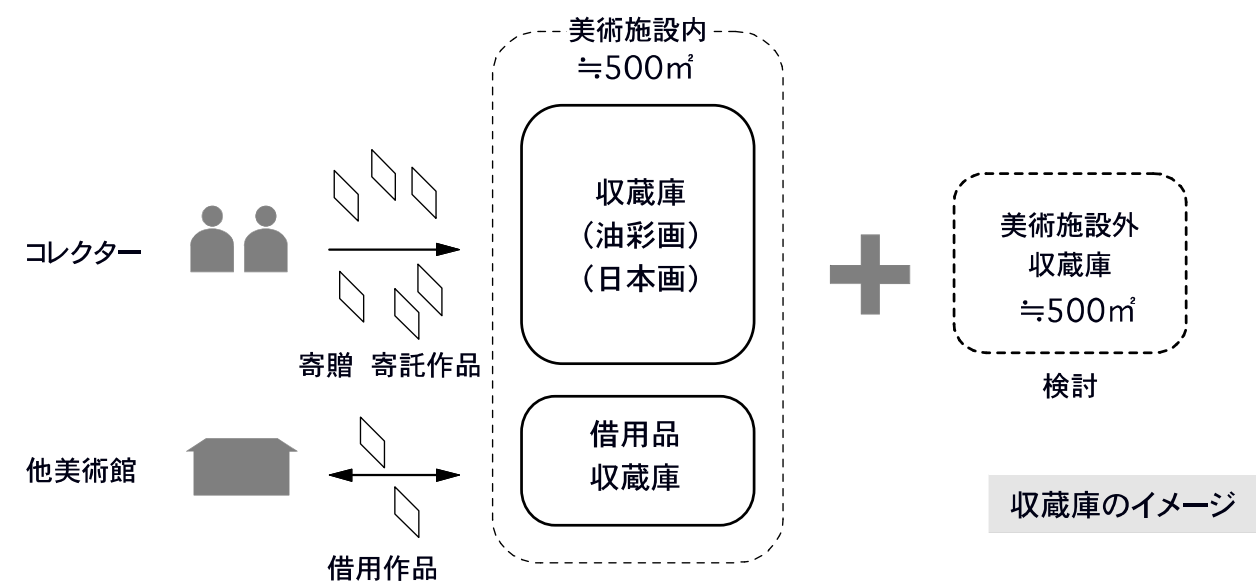 美術施設内
≒500㎡
収蔵庫
（油彩画）
（日本画）
コレクター
寄贈 寄託作品
美術施設外
収蔵庫
≒500㎡
検討
他美術館
借用作品
借用品
収蔵庫
収蔵庫のイメージ